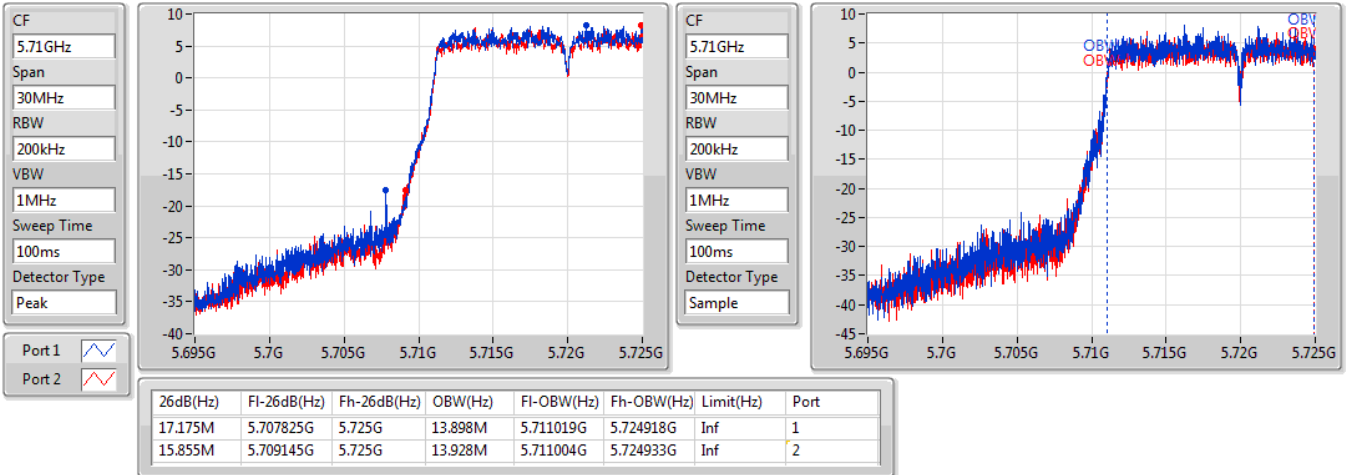 CF
5.71GHz
Span
30MHz
RBW
200kHz
VBW
1MHz
Sweep Time
100ms
Detector Type
Peak
Port 1
Port 2
10
5
0
-5
-10
-15
-20
-25
-30
-35
-40
5.695G 5.7G 5.705G 5.71G 5.715G 5.72G 5.725G
CF
5.71GHz
Span
30MHz
RBW
200kHz
VBW
1MHz
Sweep Time
100ms
Detector Type
Sample
10
5
0
-5
-10
-15
-20
-25
-30
-35
-40
-45
OBW
OBW
OBW
OBW
5.695G 5.7G 5.705G 5.71G 5.715G 5.72G 5.725G
26dB(Hz) Fl-26dB(Hz) Fh-26dB(Hz) OBW(Hz) Fl-OBW(Hz) Fh-OBW(Hz) Limit(Hz) Port
17.175M 5.707825G 5.725G 13.898M 5.711019G 5.724918G Inf 1
15.855M 5.709145G 5.725G 13.928M 5.711004G 5.724933G Inf 2